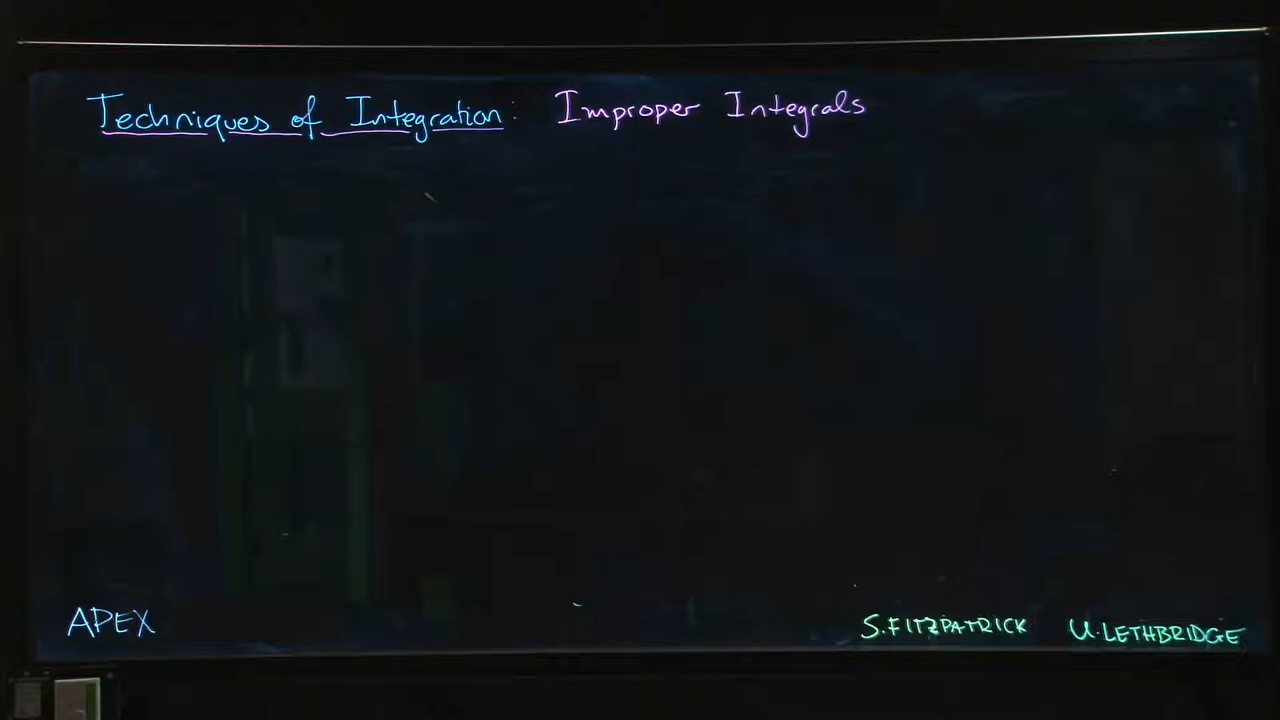 Techniques of Integration: Improper Integrals
APEX
S. FITZPATRICK U. LETHBRIDGE